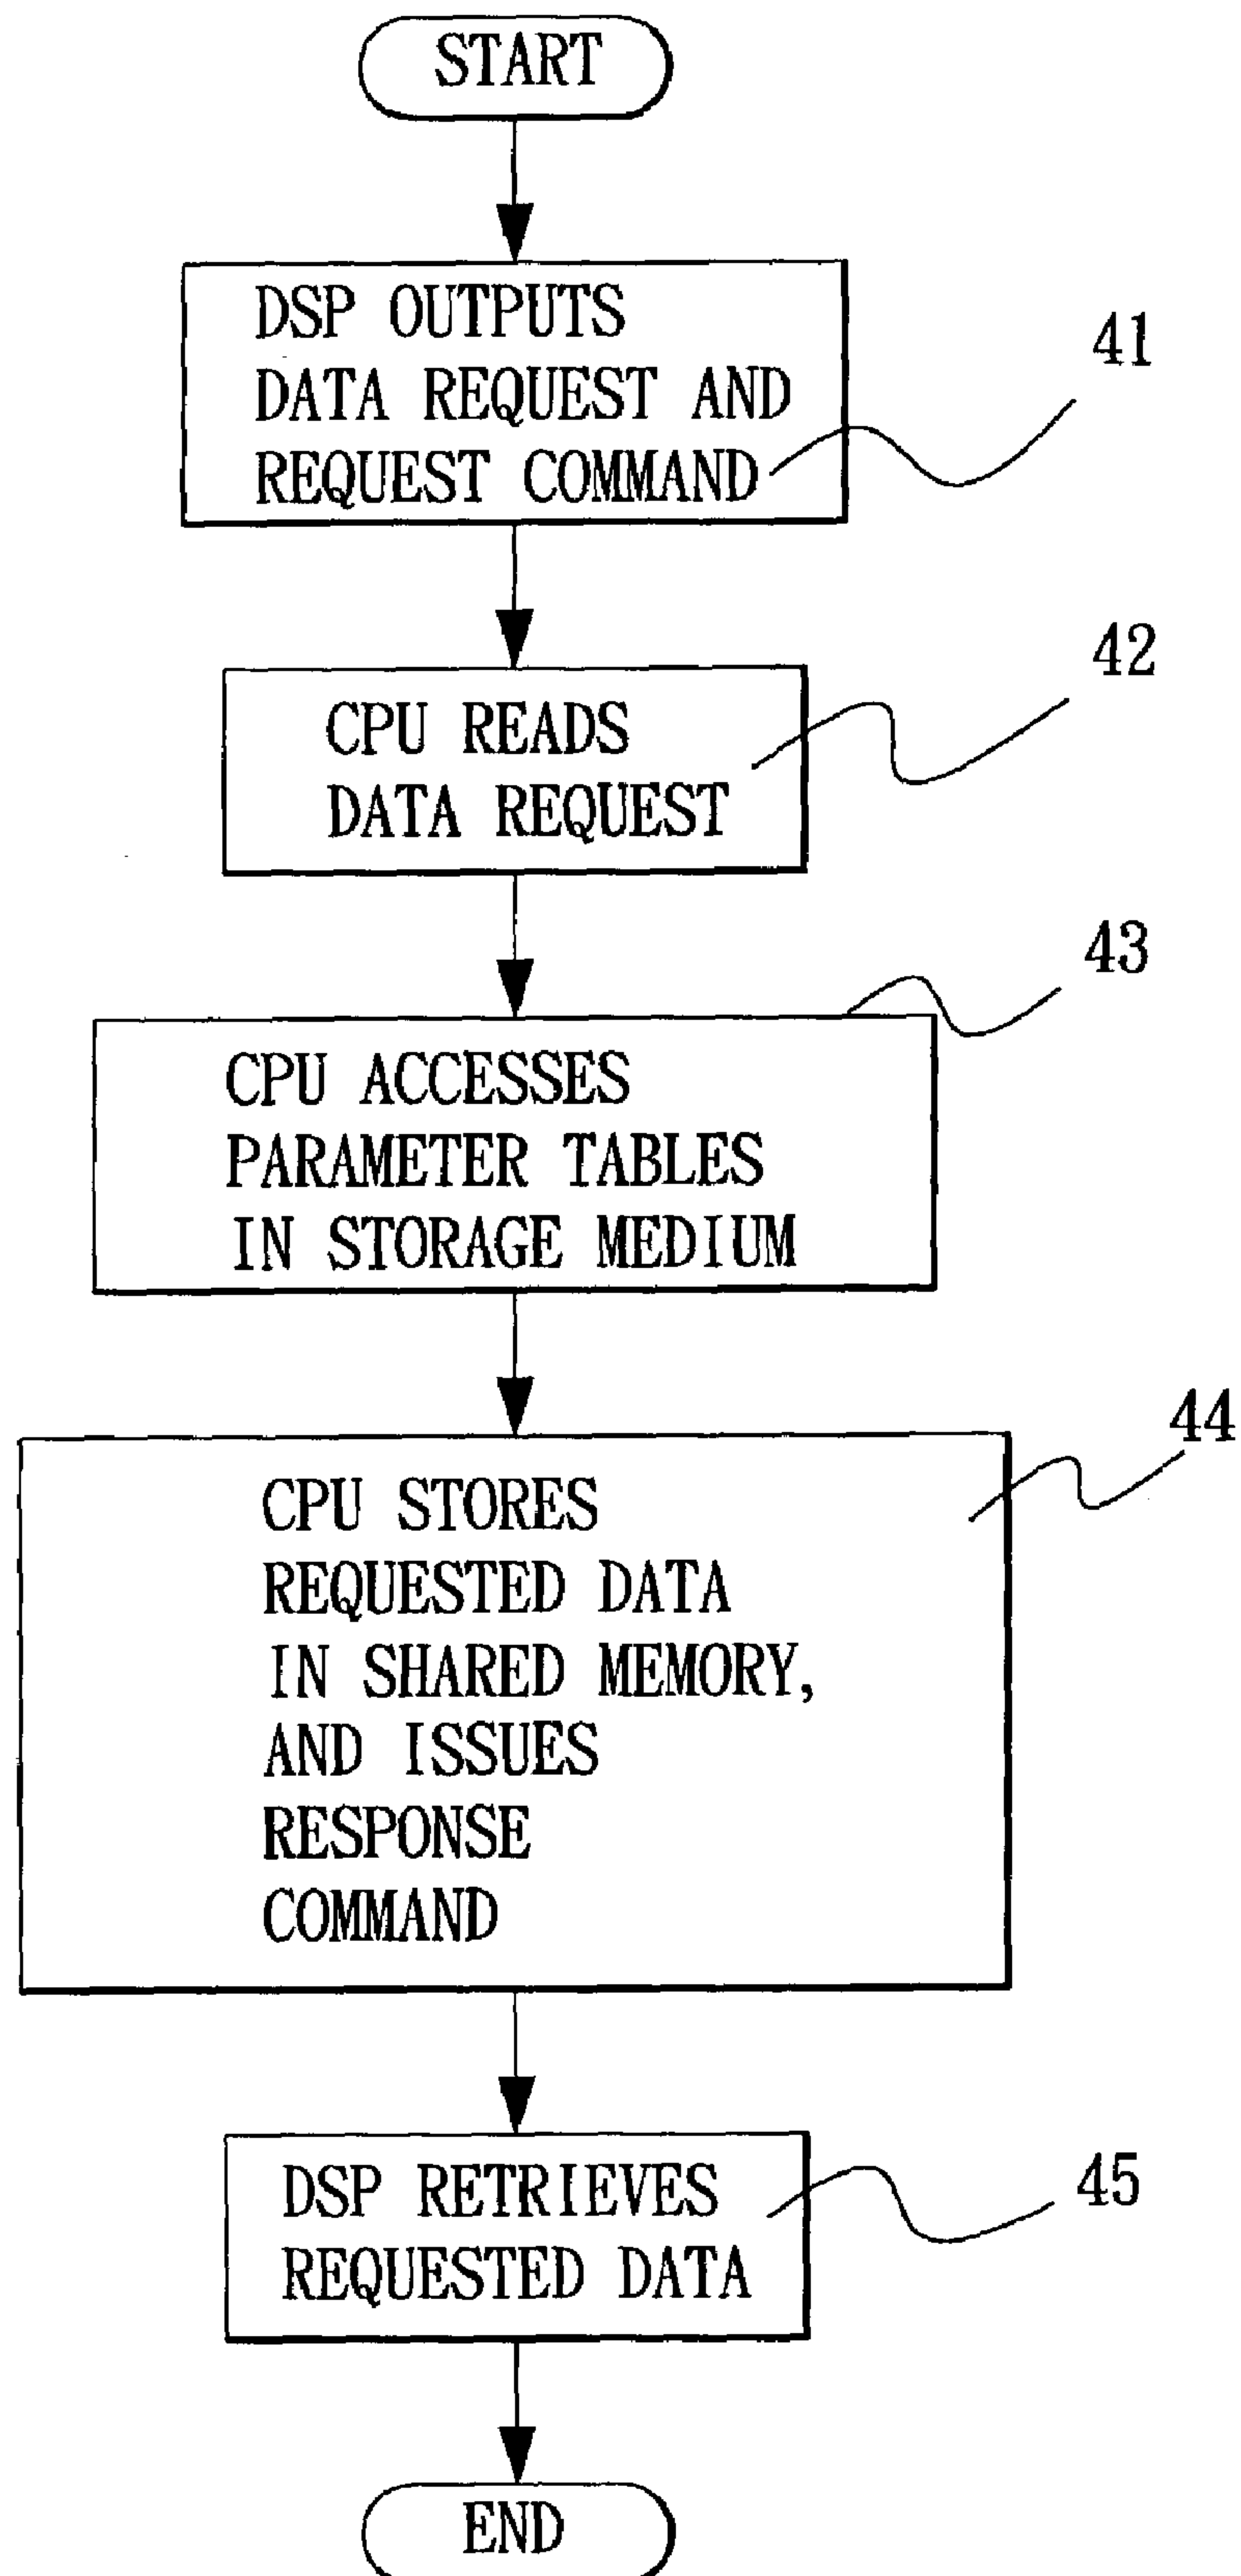 START
DSP OUTPUTS
DATA REQUEST AND
REQUEST COMMAND
41
CPU READS
DATA REQUEST
42
CPU ACCESSES
PARAMETER TABLES
IN STORAGE MEDIUM
43
CPU STORES
REQUESTED DATA
IN SHARED MEMORY,
AND ISSUES
RESPONSE
COMMAND
44
DSP RETRIEVES
REQUESTED DATA
45
END